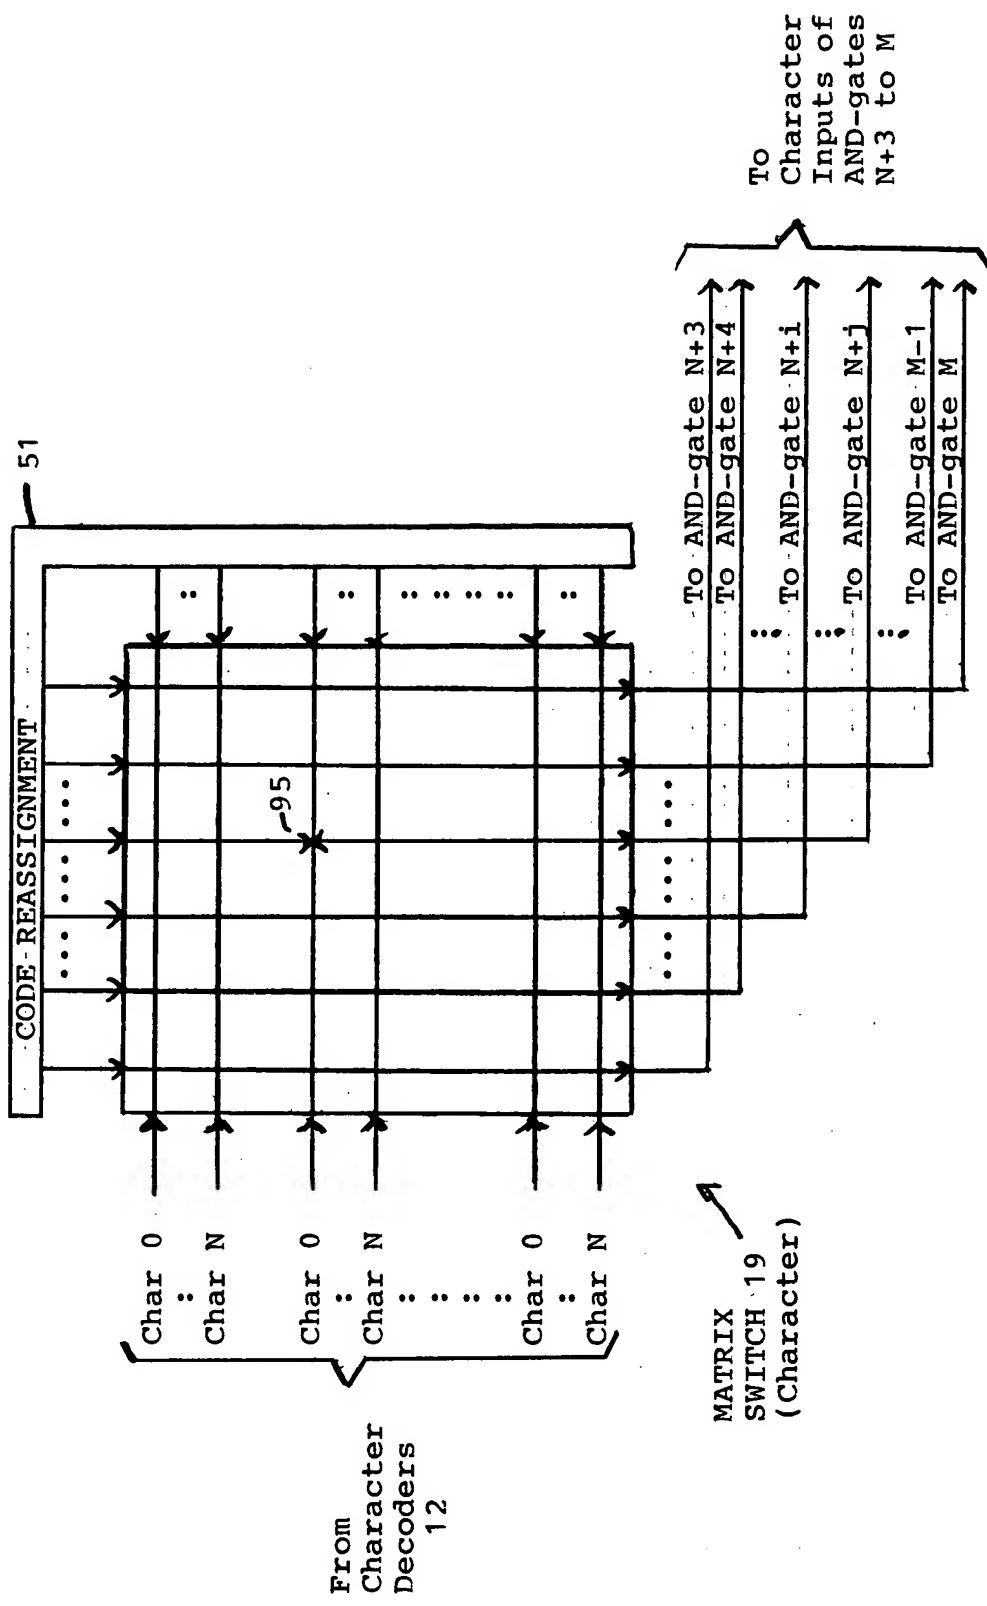 CODE REASSIGNMENT
51
95
From
Character
Decoders
12
Char 0
Char N
Char 0
Char N
Char 0
Char N
MATRIX
SWITCH 19
(Character)
To AND-gate N+3
To AND-gate N+4
To AND-gate N+i
To AND-gate N+j
To AND-gate M-1
To AND-gate M
To
Character
Inputs of
AND-gates
N+3 to M